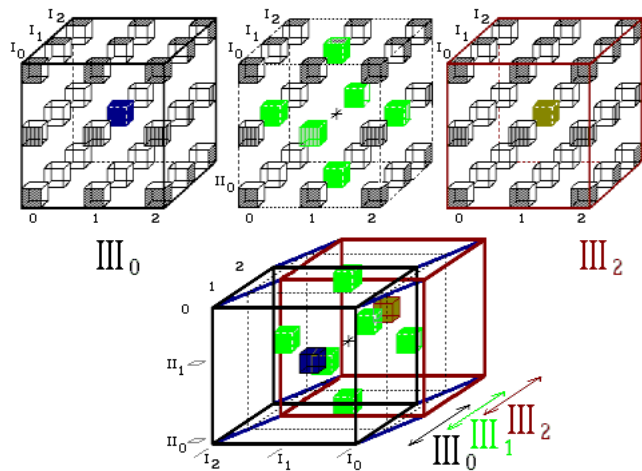 I₂ I₂ I₂
I₁ I₁ I₁
I₀ I₀ I₀
II₀
0 1 2 0 1 2 0 1 2
III₀ III₂
2
1
0
II₁
II₀
I₂ I₁ I₀
III₀ III₁ III₂